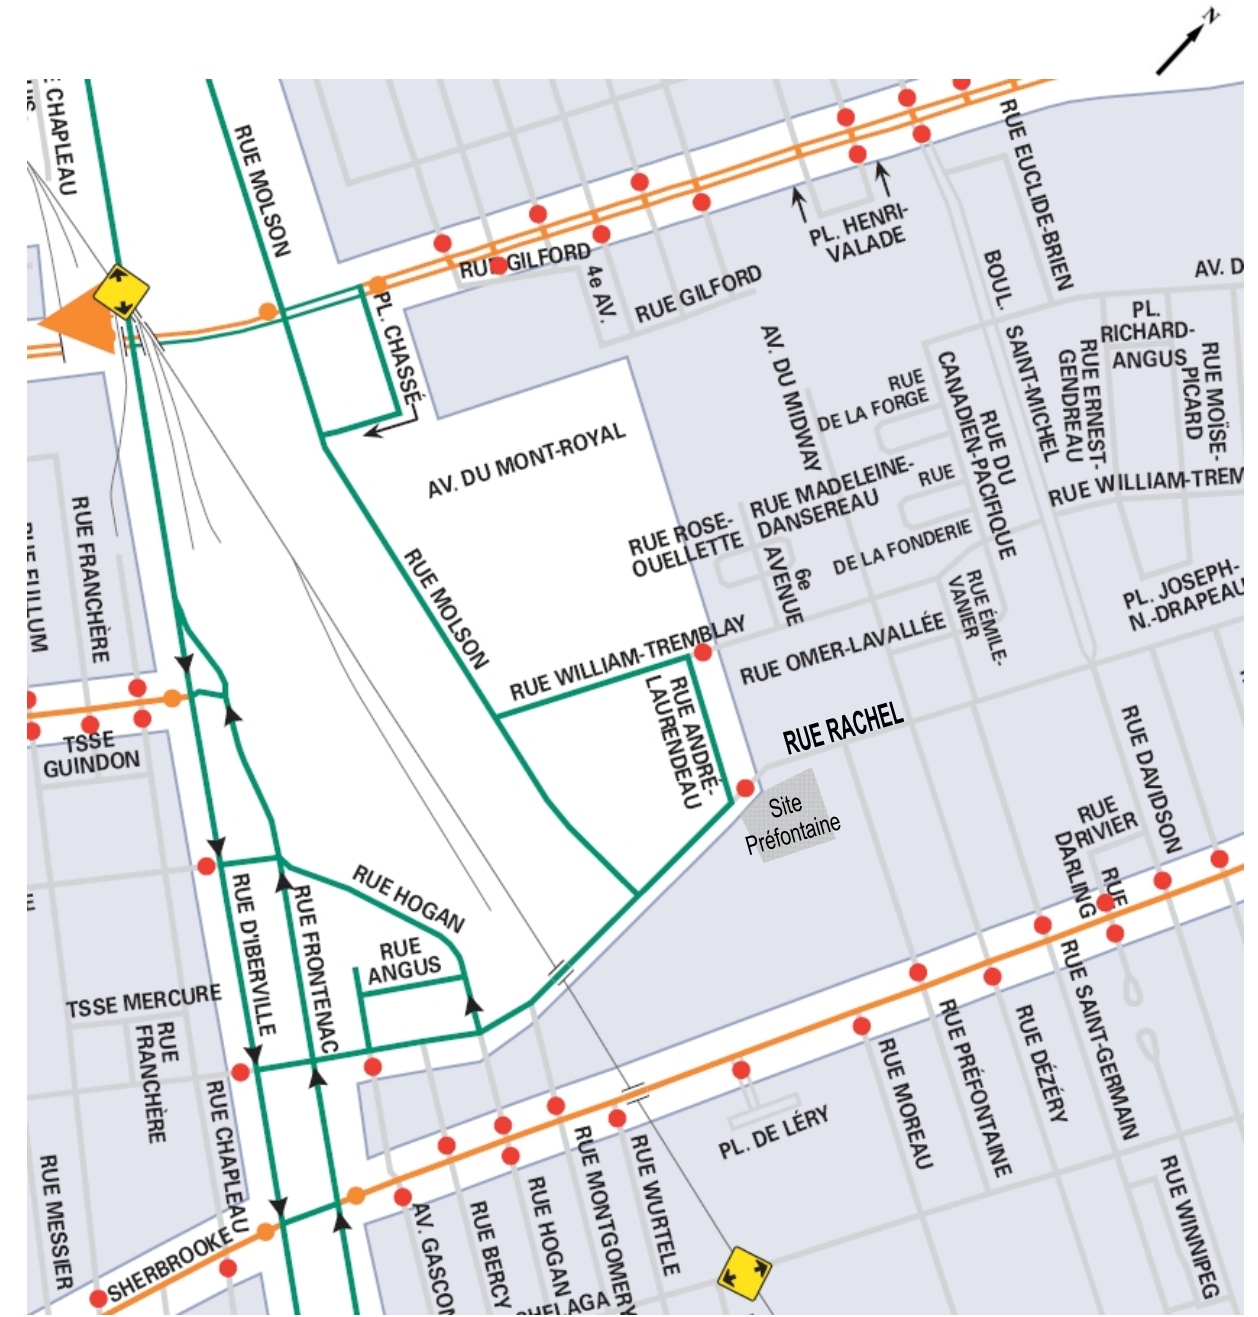 N
CHAPLEAU
RUE MOLSON
RUE EUCLIDE-BRIEN
PL. HENRI-
VALADE
RUE GILFORD
4e AV.
RUE GILFORD
BOUL.
SAINT-MICHEL
AV. D
PL.
RICHARD-
ANGUS
PL. CHASSÉ
AV. DU MIDWAY
RUE
DE LA FORGE
CANADIEN-PACIFIQUE
RUE DU
RUE ERNEST-
GENDREAU
RUE MOÏSE-
PICARD
AV. DU MONT-ROYAL
RUE MADELEINE-
DANSEREAU
RUE
DE LA FONDERIE
RUE WILLIAM-TREM
RUE ROSE-
OUELLETTE
6e
AVENUE
RUE FRANCHÈRE
RUE FULLUM
RUE MOLSON
RUE ÉMILE-
VANIER
PL. JOSEPH-
N.-DRAPEAU
RUE WILLIAM-TREMBLAY
RUE OMER-LAVALLÉE
RUE ANDRÉ-
LAURENDEAU
RUE RACHEL
TSSE
GUINDON
RUE DAVIDSON
Site
Préfontaine
RUE
DRIVIER
RUE
DARLING
RUE HOGAN
RUE D'IBERVILLE
RUE FRONTENAC
RUE
ANGUS
TSSE MERCURE
RUE
FRANCHÈRE
RUE SAINT-GERMAIN
RUE PRÉFONTAINE
RUE DÉZÉRY
RUE MOREAU
RUE CHAPLEAU
PL. DE LÉRY
RUE MESSIER
RUE MONTGOMERY
RUE WURTELE
RUE WINNIPEG
SHERBROOKE
AV. GASCON
RUE BERCY
RUE HOGAN
CHELAGA